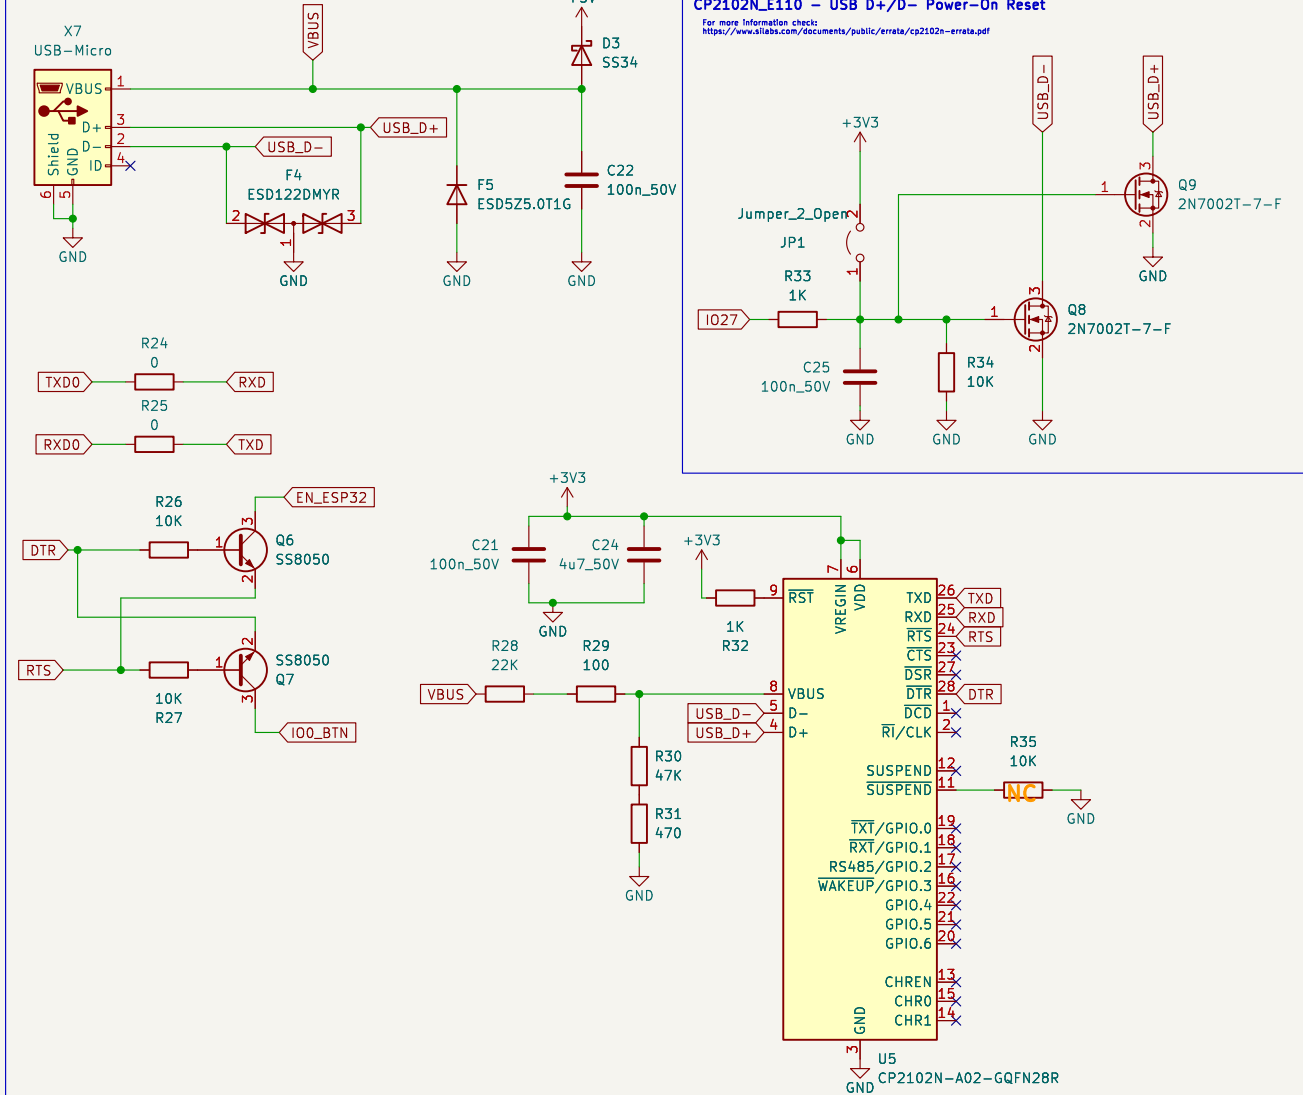 CP2102N_E110 - USB D+/D- Power-On Reset
For more information check:
https://www.silabs.com/documents/public/errata/cp2102n-errata.pdf
X7
USB-Micro
VBUS
1
D+
3
D-
2
ID
4
Shield
GND
6
5
GND
VBUS
USB_D+
USB_D-
F4
ESD122DMYR
2
3
1
GND
D3
SS34
F5
ESD5Z5.0T1G
GND
C22
100n_50V
GND
USB_D-
USB_D+
+3V3
2
Jumper_2_Open
JP1
1
R33
1K
IO27
C25
100n_50V
GND
R34
10K
GND
1
3
2
Q8
2N7002T-7-F
GND
1
3
2
Q9
2N7002T-7-F
GND
R24
0
TXD0
RXD
R25
0
RXD0
TXD
R26
10K
DTR
1
3
2
EN_ESP32
Q6
SS8050
RTS
10K
R27
1
2
3
SS8050
Q7
IO0_BTN
+3V3
C21
100n_50V
C24
4u7_50V
GND
+3V3
1K
R32
R28
22K
R29
100
VBUS
USB_D-
USB_D+
R30
47K
R31
470
GND
7
6
VREGIN
VDD
9
RST
8
VBUS
5
D-
4
D+
TXD
26
TXD
RXD
25
RXD
RTS
24
RTS
CTS
23
DSR
27
DTR
28
DTR
DCD
1
RI/CLK
2
SUSPEND
12
SUSPEND
11
R35
10K
NC
GND
TXT/GPIO.0
19
RXT/GPIO.1
18
RS485/GPIO.2
17
WAKEUP/GPIO.3
16
GPIO.4
22
GPIO.5
21
GPIO.6
20
CHREN
13
CHR0
15
CHR1
14
GND
3
GND
U5
CP2102N-A02-GQFN28R